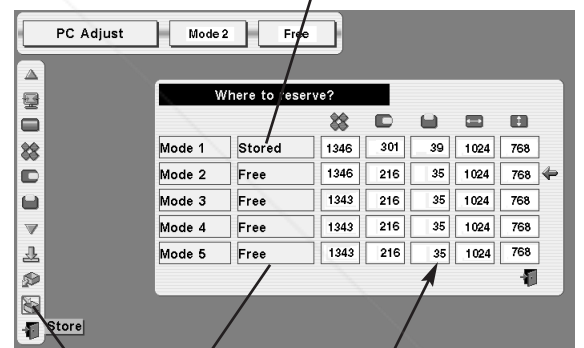 PC Adjust Mode 2 Free
Where to reserve?
Mode 1 Stored 1346 301 39 1024 768
Mode 2 Free 1346 216 35 1024 768
Mode 3 Free 1343 216 35 1024 768
Mode 4 Free 1343 216 35 1024 768
Mode 5 Free 1343 216 35 1024 768
Store